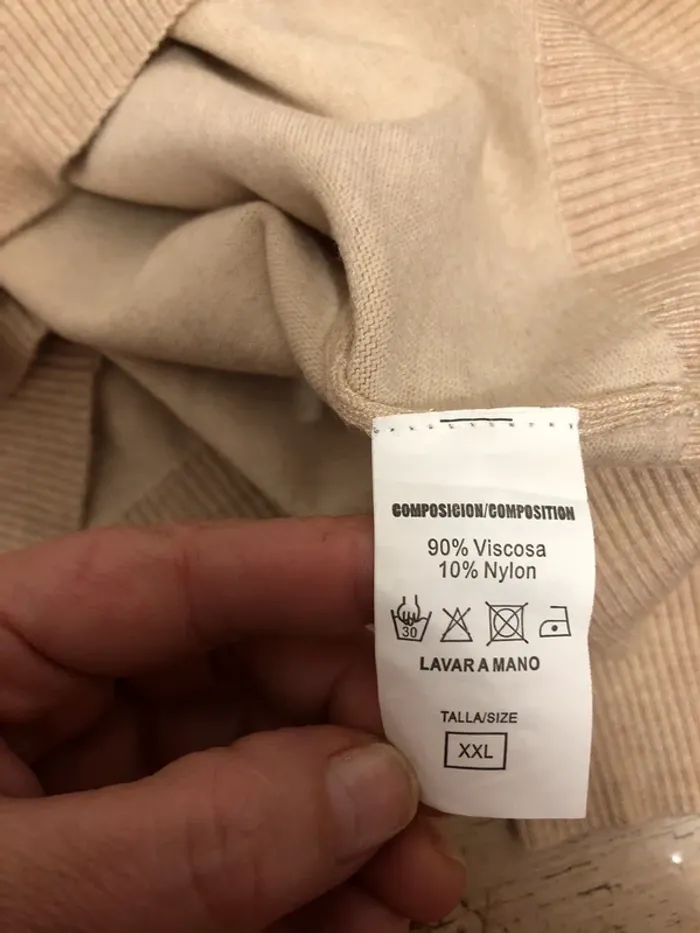 COMPOSICION/COMPOSITION
90% Viscosa
10% Nylon
30
LAVAR A MANO
TALLA/SIZE
XXL